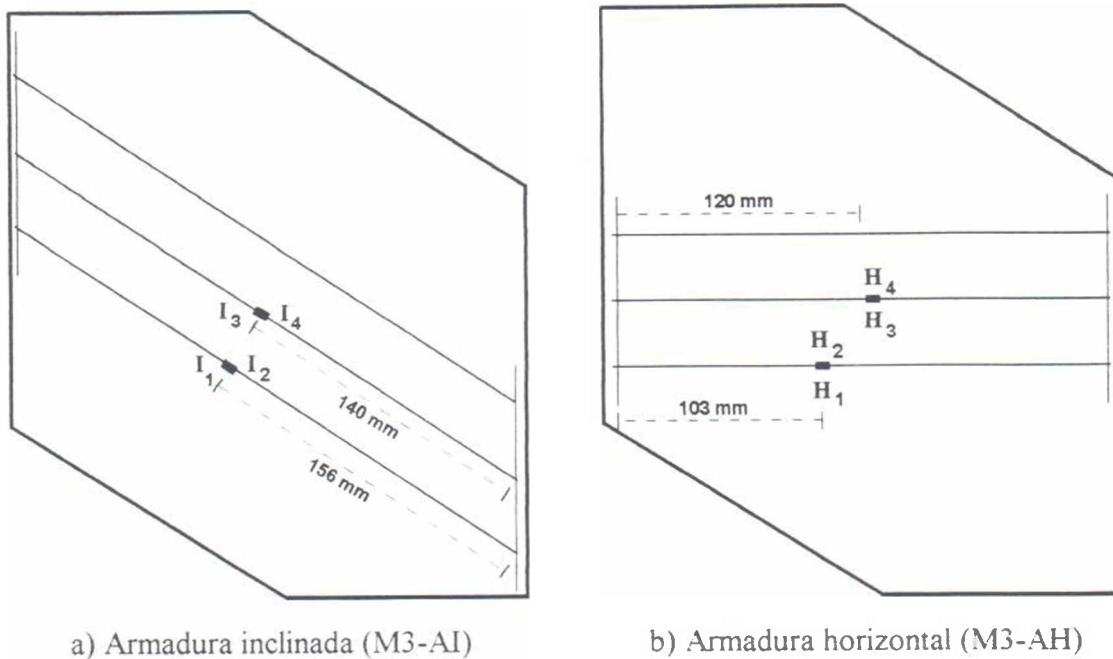 I3 I4
I1 I2
140 mm
156 mm
a) Armadura inclinada (M3-AI)
120 mm
H4
H3
H2
H1
103 mm
b) Armadura horizontal (M3-AH)